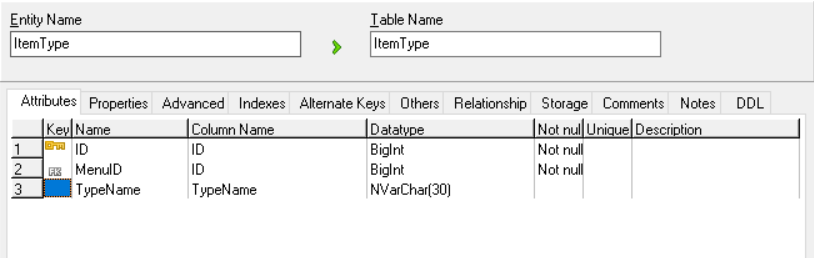 Entity Name Table Name
ItemType ItemType
Attributes Properties Advanced Indexes Alternate Keys Others Relationship Storage Comments Notes DDL
Key Name Column Name Datatype Not nul Unique Description
1 ID ID BigInt Not null
2 FK MenuID ID BigInt Not null
3 TypeName TypeName NVarChar(30)